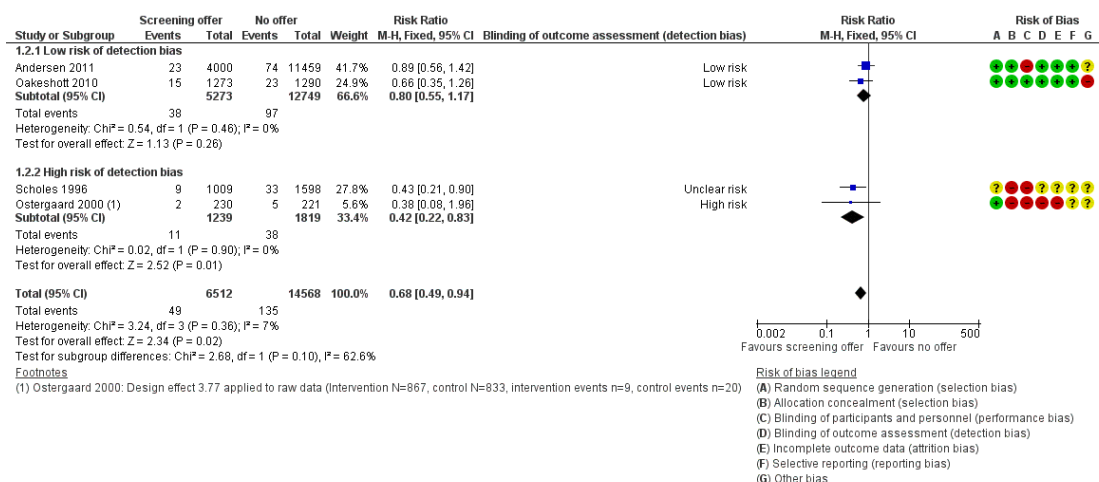 Screening offer No offer Risk Ratio Risk Ratio Risk of Bias
Study or Subgroup Events Total Events Total Weight M-H, Fixed, 95% CI Blinding of outcome assessment (detection bias) M-H, Fixed, 95% CI A B C D E F G
1.2.1 Low risk of detection bias
Andersen 2011 23 4000 74 11459 41.7% 0.89 [0.56, 1.42] Low risk + + - + + + ?
Oakeshott 2010 15 1273 23 1290 24.9% 0.66 [0.35, 1.26] Low risk + + + + + + -
Subtotal (95% CI) 5273 12749 66.6% 0.80 [0.55, 1.17]
Total events 38 97
Heterogeneity: Chi² = 0.54, df = 1 (P = 0.46); I² = 0%
Test for overall effect: Z = 1.13 (P = 0.26)
1.2.2 High risk of detection bias
Scholes 1996 9 1009 33 1598 27.8% 0.43 [0.21, 0.90] Unclear risk ? - - ? ? ? ?
Ostergaard 2000 (1) 2 230 5 221 5.6% 0.38 [0.08, 1.96] High risk + - - - - ? ?
Subtotal (95% CI) 1239 1819 33.4% 0.42 [0.22, 0.83]
Total events 11 38
Heterogeneity: Chi² = 0.02, df = 1 (P = 0.90); I² = 0%
Test for overall effect: Z = 2.52 (P = 0.01)
Total (95% CI) 6512 14568 100.0% 0.68 [0.49, 0.94]
Total events 49 135
Heterogeneity: Chi² = 3.24, df = 3 (P = 0.36); I² = 7%
Test for overall effect: Z = 2.34 (P = 0.02)
Test for subgroup differences: Chi² = 2.68, df = 1 (P = 0.10), I² = 62.6%
0.002 0.1 1 10 500
Favours screening offer Favours no offer
Footnotes
(1) Ostergaard 2000: Design effect 3.77 applied to raw data (Intervention N=867, control N=833, intervention events n=9, control events n=20)
Risk of bias legend
(A) Random sequence generation (selection bias)
(B) Allocation concealment (selection bias)
(C) Blinding of participants and personnel (performance bias)
(D) Blinding of outcome assessment (detection bias)
(E) Incomplete outcome data (attrition bias)
(F) Selective reporting (reporting bias)
(G) Other bias